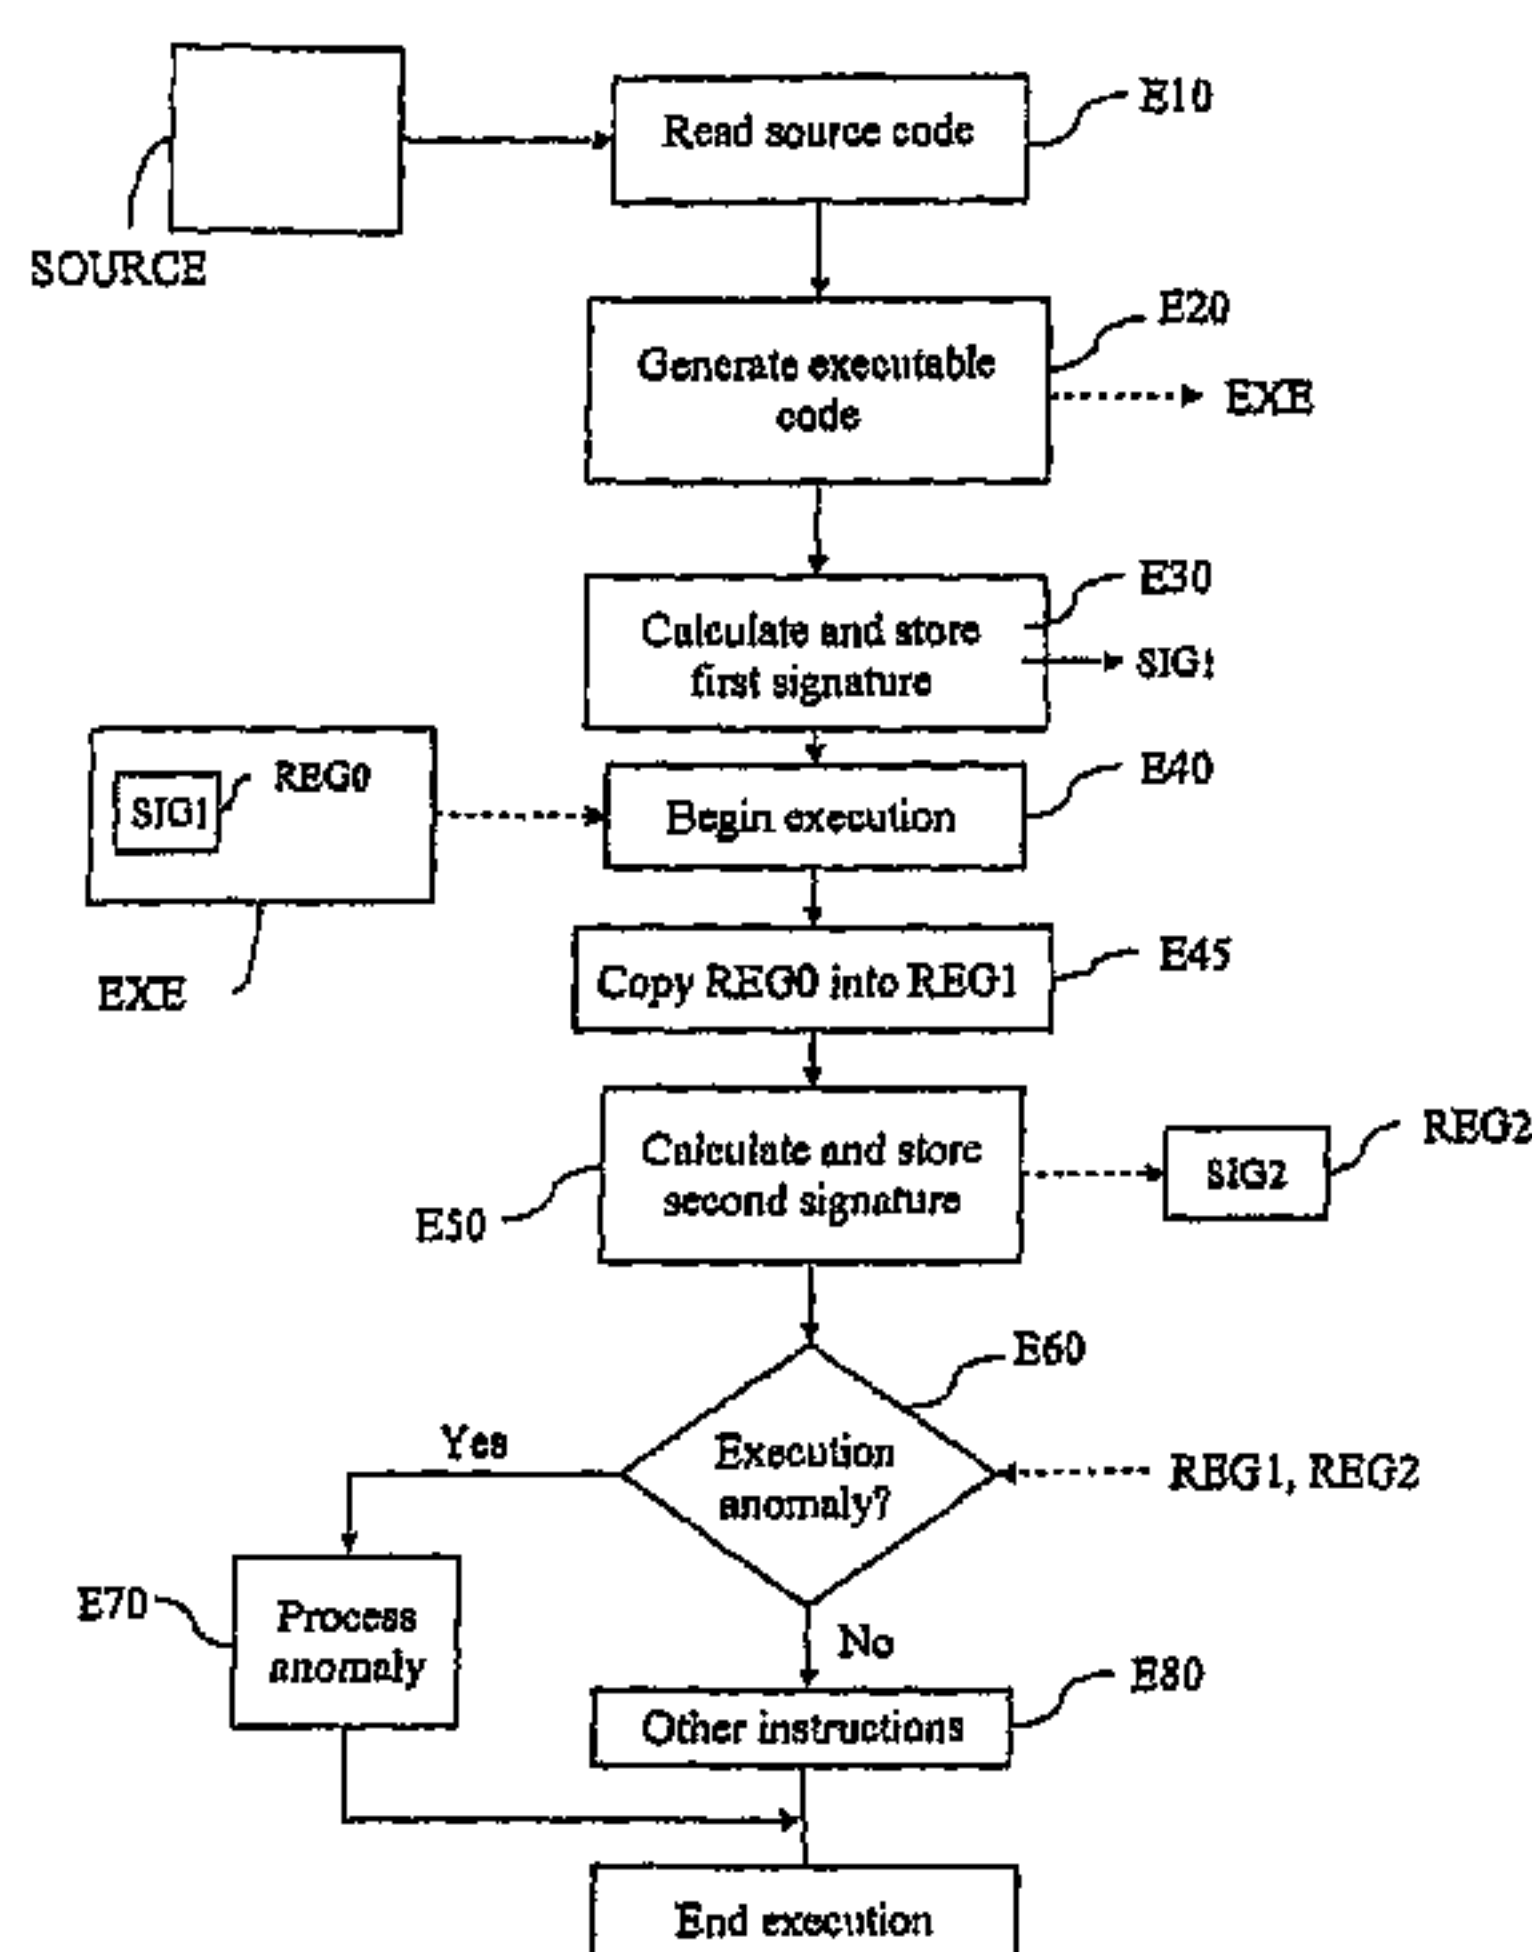 E10
Read source code
SOURCE
E20
Generate executable
code
EXE
E30
Calculate and store
first signature
SIG1
REG0
SIG1
E40
Begin execution
EXE
E45
Copy REG0 into REG1
Calculate and store
second signature
REG2
SIG2
E50
E60
Yes
Execution
anomaly?
REG1, REG2
E70
Process
anomaly
No
E80
Other instructions
End execution